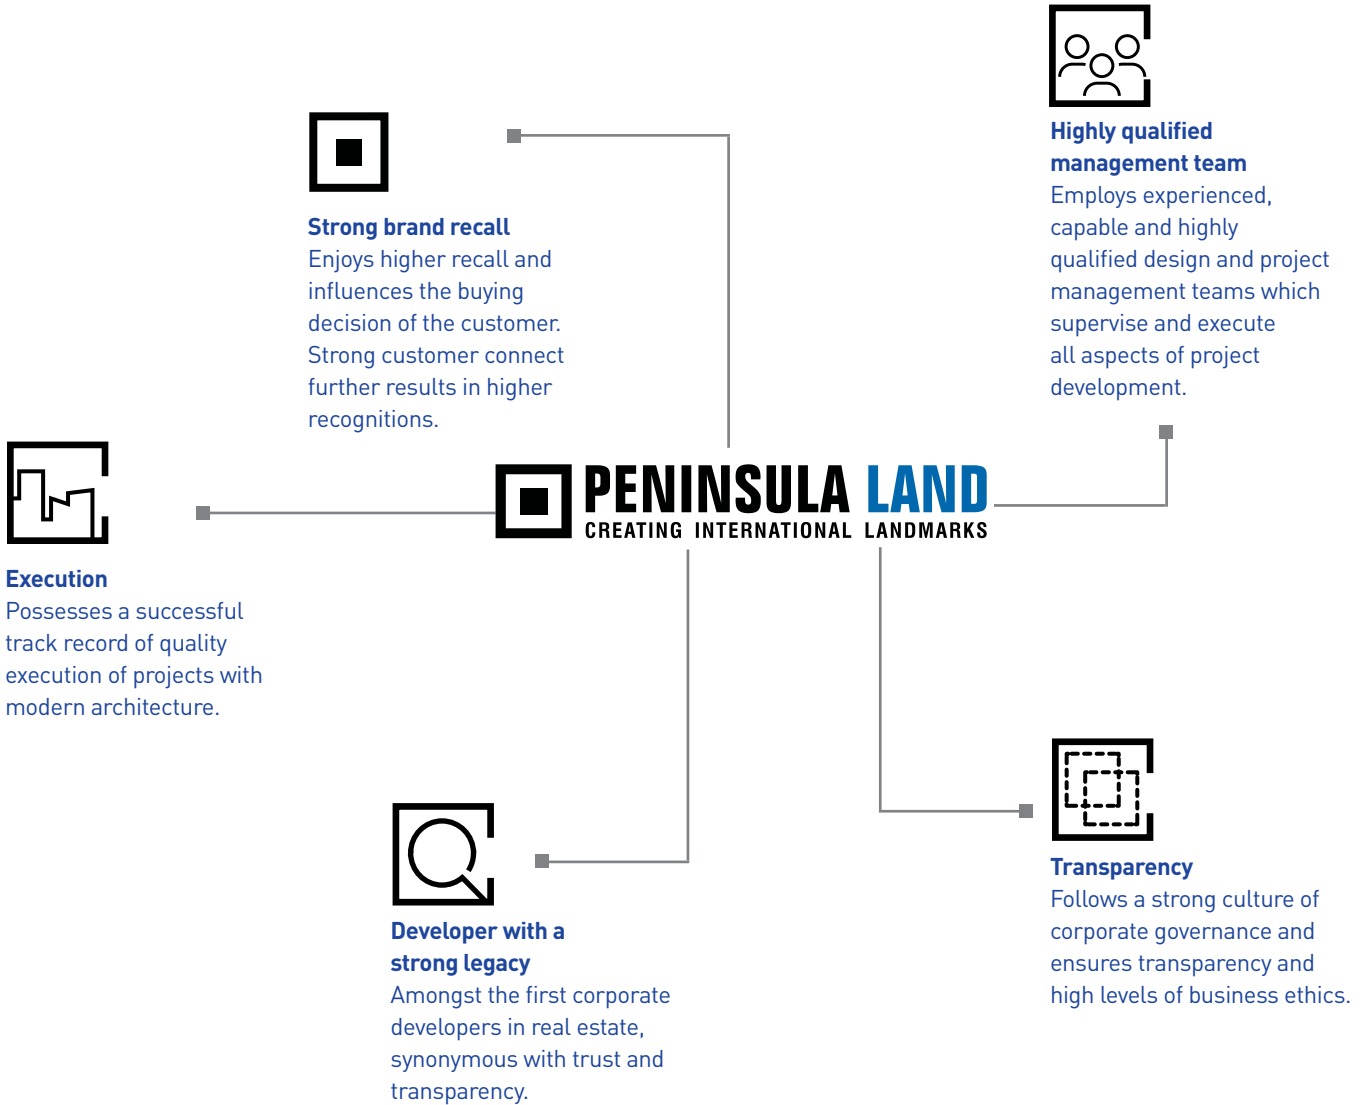 Highly qualified
management team
Employs experienced,
capable and highly
qualified design and project
management teams which
supervise and execute
all aspects of project
development.
Strong brand recall
Enjoys higher recall and
influences the buying
decision of the customer.
Strong customer connect
further results in higher
recognitions.
PENINSULA LAND
CREATING INTERNATIONAL LANDMARKS
Execution
Possesses a successful
track record of quality
execution of projects with
modern architecture.
Developer with a
strong legacy
Amongst the first corporate
developers in real estate,
synonymous with trust and
transparency.
Transparency
Follows a strong culture of
corporate governance and
ensures transparency and
high levels of business ethics.